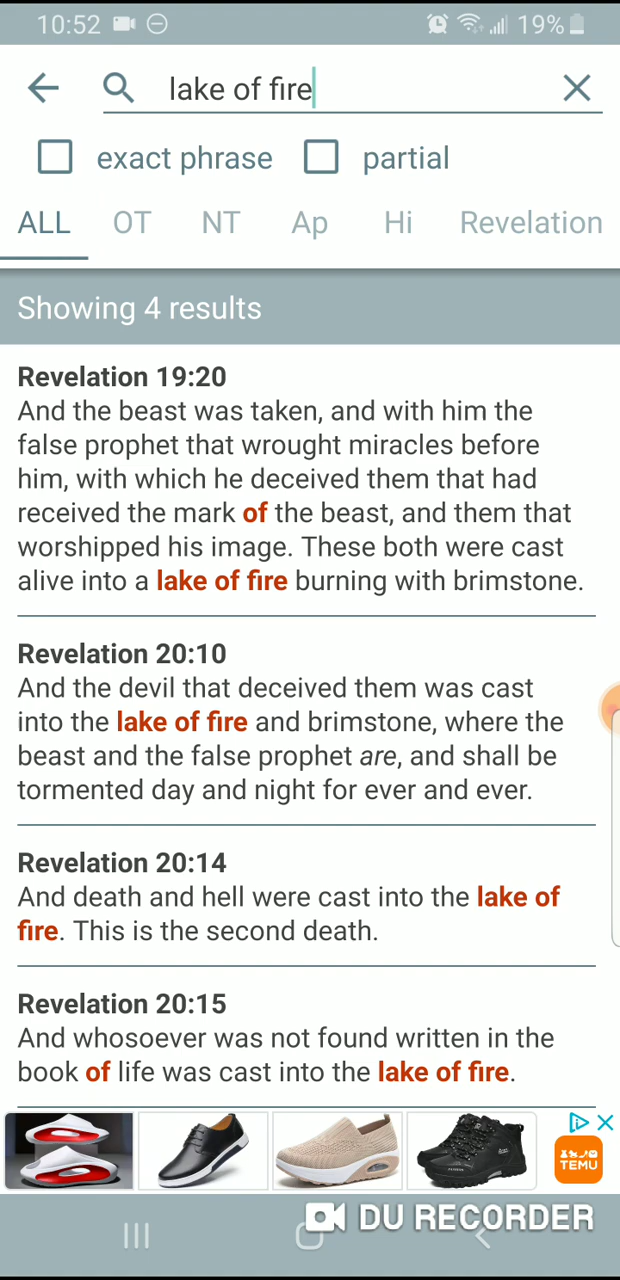 10:52 19%
lake of fire
exact phrase partial
ALL OT NT Ap Hi Revelation
Showing 4 results
Revelation 19:20
And the beast was taken, and with him the
false prophet that wrought miracles before
him, with which he deceived them that had
received the mark of the beast, and them that
worshipped his image. These both were cast
alive into a lake of fire burning with brimstone.
Revelation 20:10
And the devil that deceived them was cast
into the lake of fire and brimstone, where the
beast and the false prophet are, and shall be
tormented day and night for ever and ever.
Revelation 20:14
And death and hell were cast into the lake of
fire. This is the second death.
Revelation 20:15
And whosoever was not found written in the
book of life was cast into the lake of fire.
TEMU
DU RECORDER